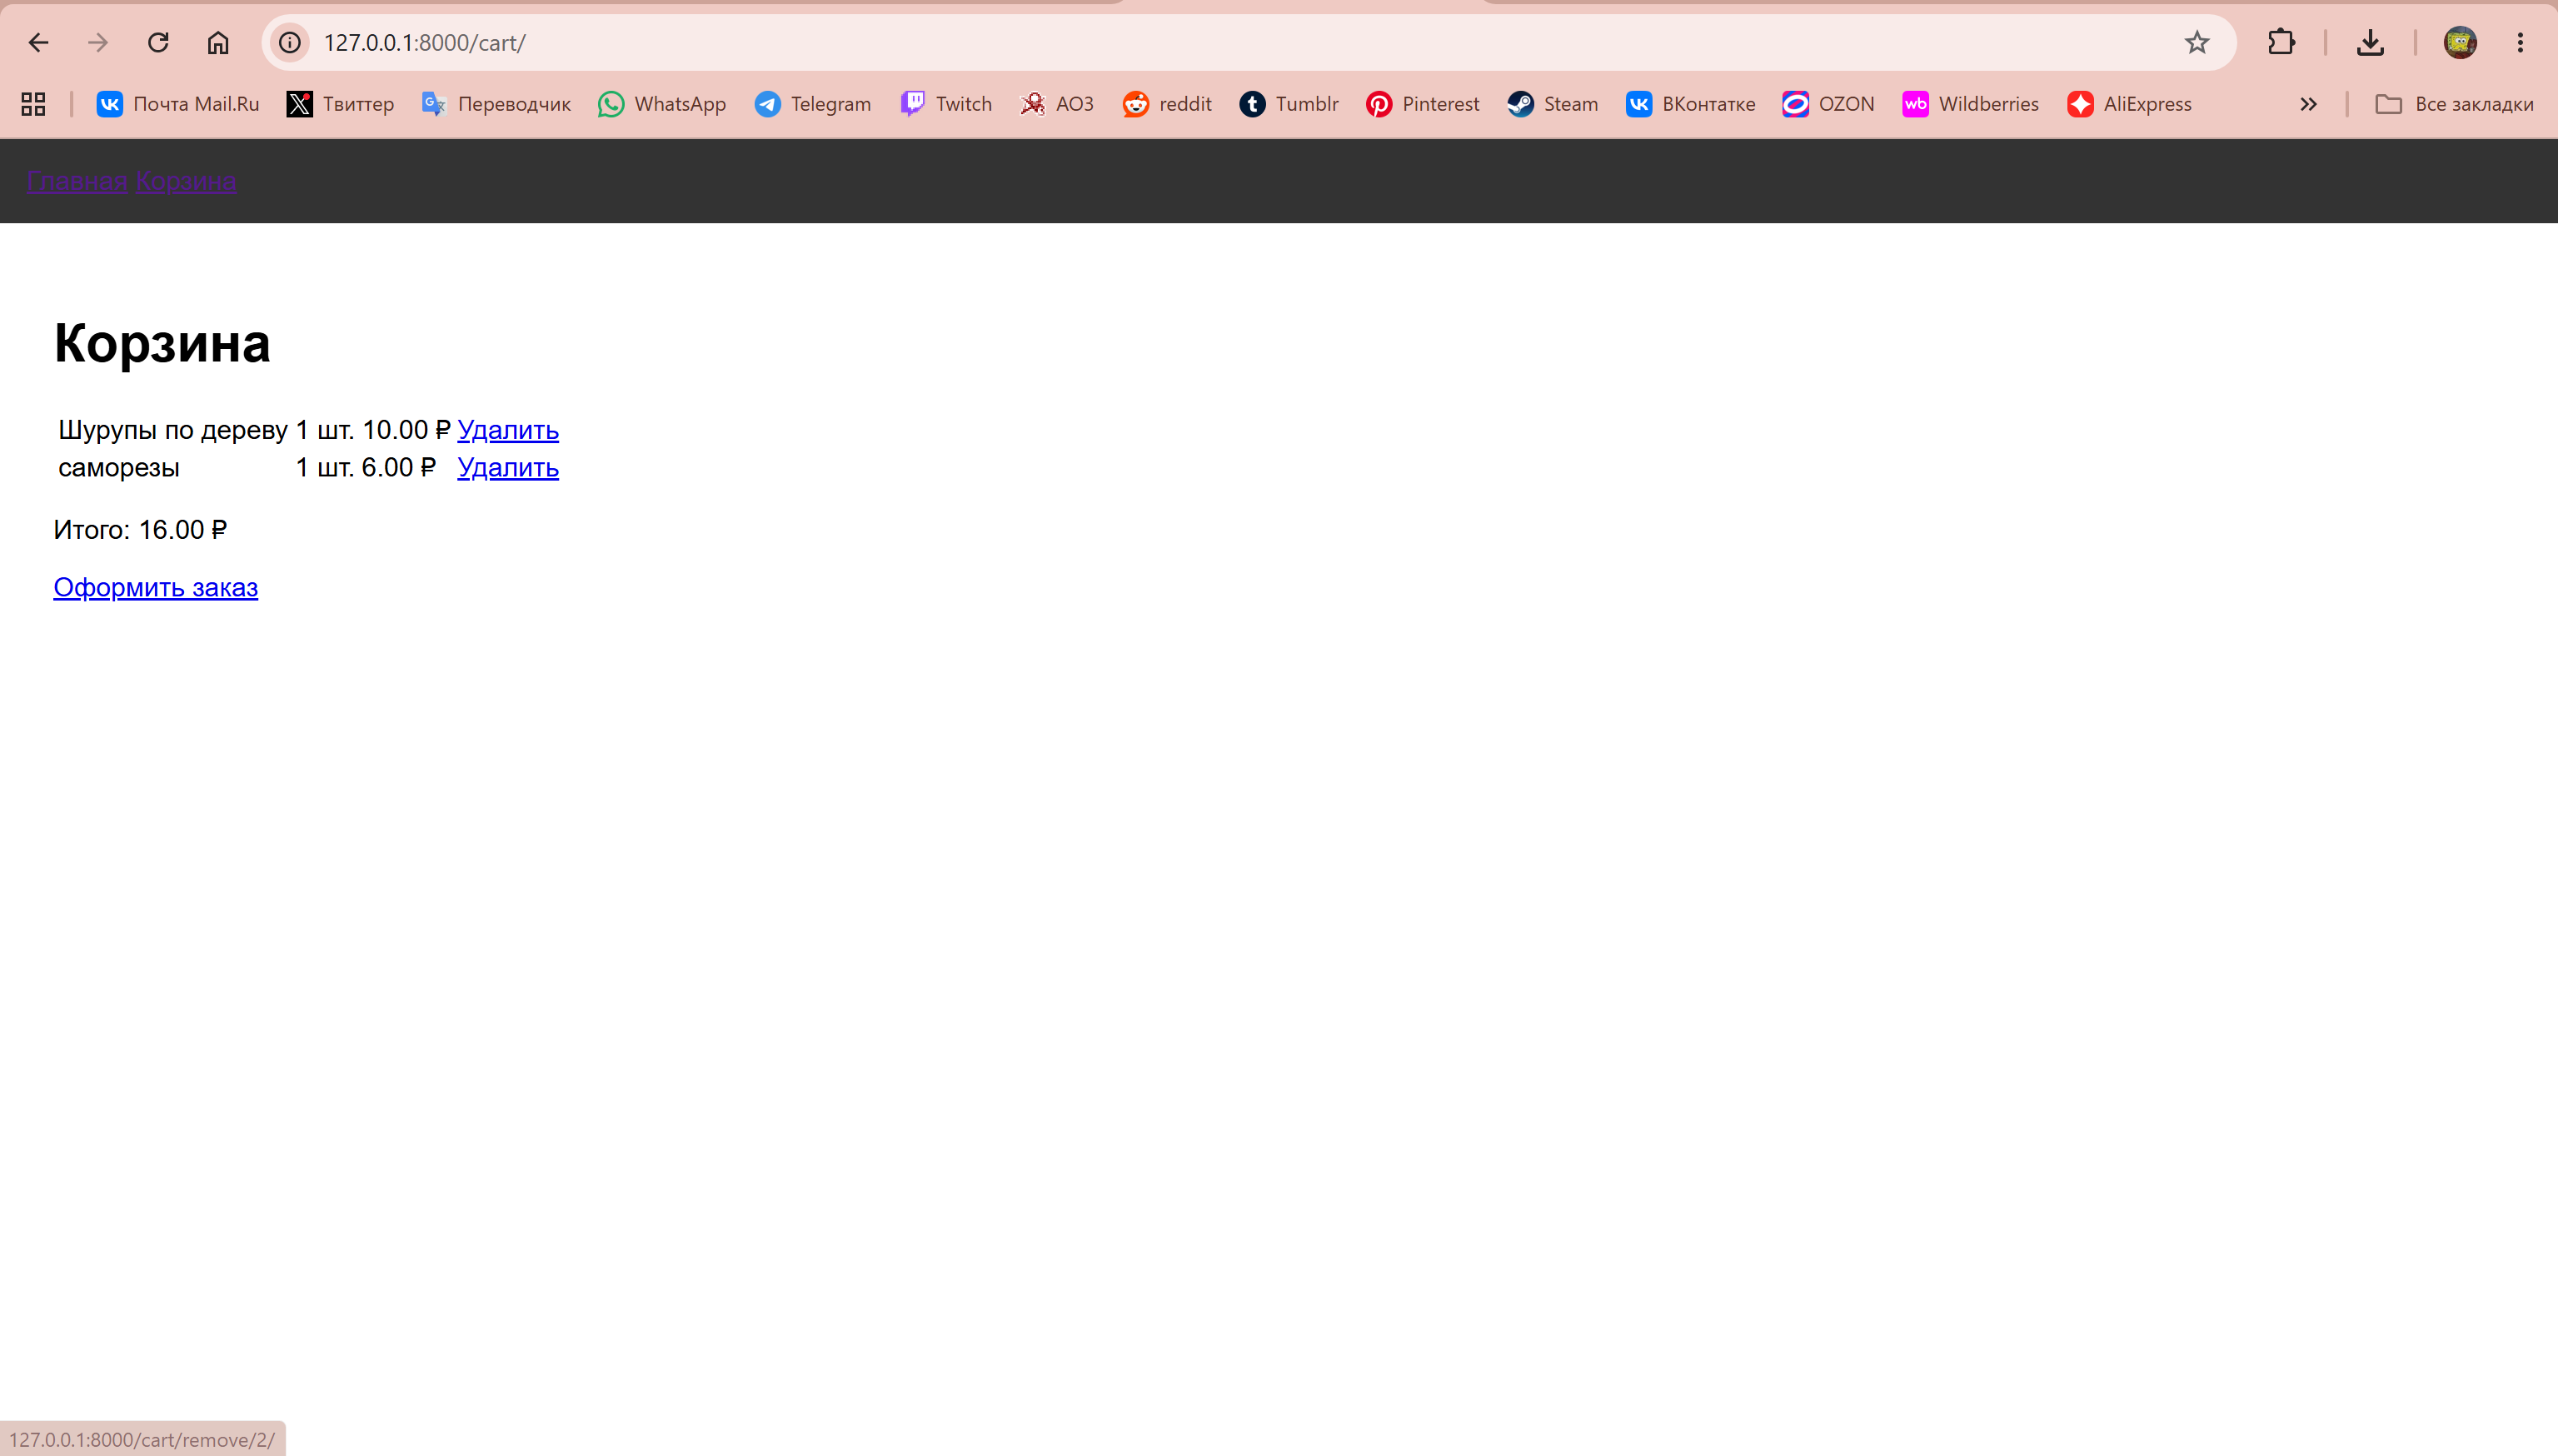 127.0.0.1:8000/cart/
Почта Mail.Ru Твиттер Переводчик WhatsApp Telegram Twitch AO3 reddit Tumblr Pinterest Steam ВКонтатке OZON Wildberries AliExpress Все закладки
Главная Корзина
Корзина
Шурупы по дереву 1 шт. 10.00 ₽ Удалить
саморезы 1 шт. 6.00 ₽ Удалить
Итого: 16.00 ₽
Оформить заказ
127.0.0.1:8000/cart/remove/2/